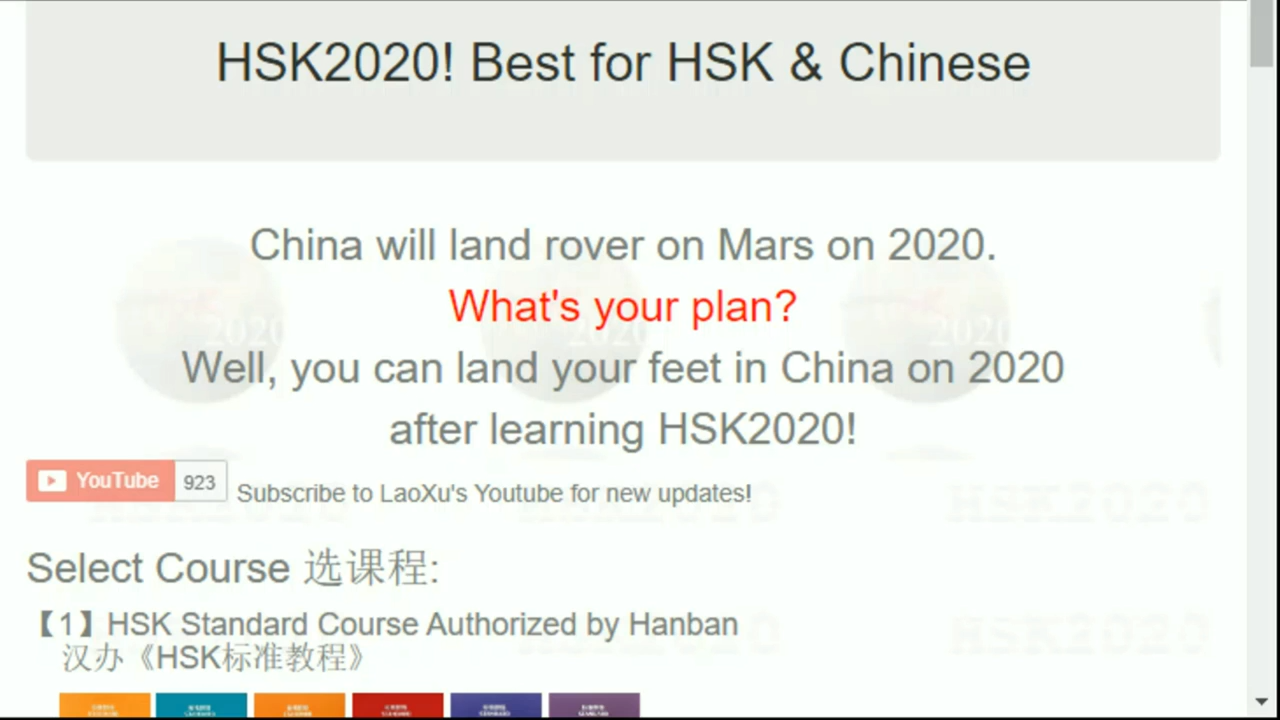 HSK2020! Best for HSK & Chinese
China will land rover on Mars on 2020.
What's your plan?
Well, you can land your feet in China on 2020
after learning HSK2020!
YouTube 923 Subscribe to LaoXu's Youtube for new updates!
Select Course 选课程:
【1】HSK Standard Course Authorized by Hanban
汉办《HSK标准教程》